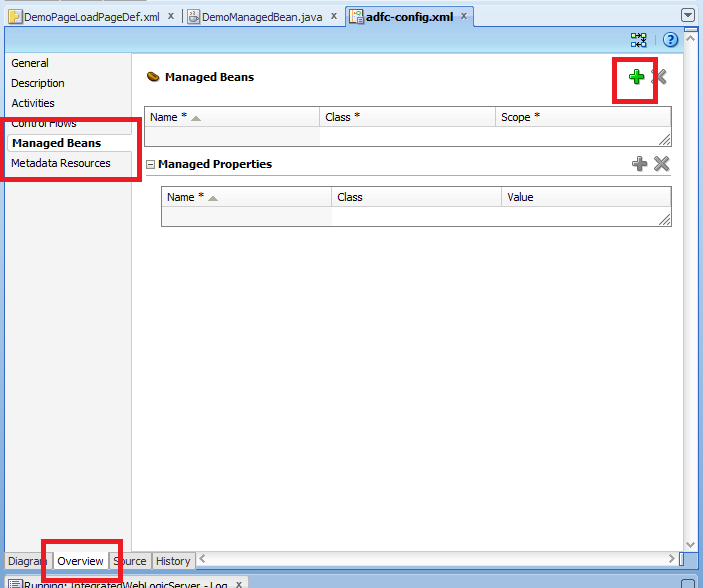 DemoPageLoadPageDef.xml x DemoManagedBean.java x adfc-config.xml x
General
Description
Activities
Control Flows
Managed Beans
Metadata Resources
Managed Beans
Name * Class * Scope *
Managed Properties
Name * Class Value
Diagram Overview Source History
Running: IntegratedWebLogicServer - Log x